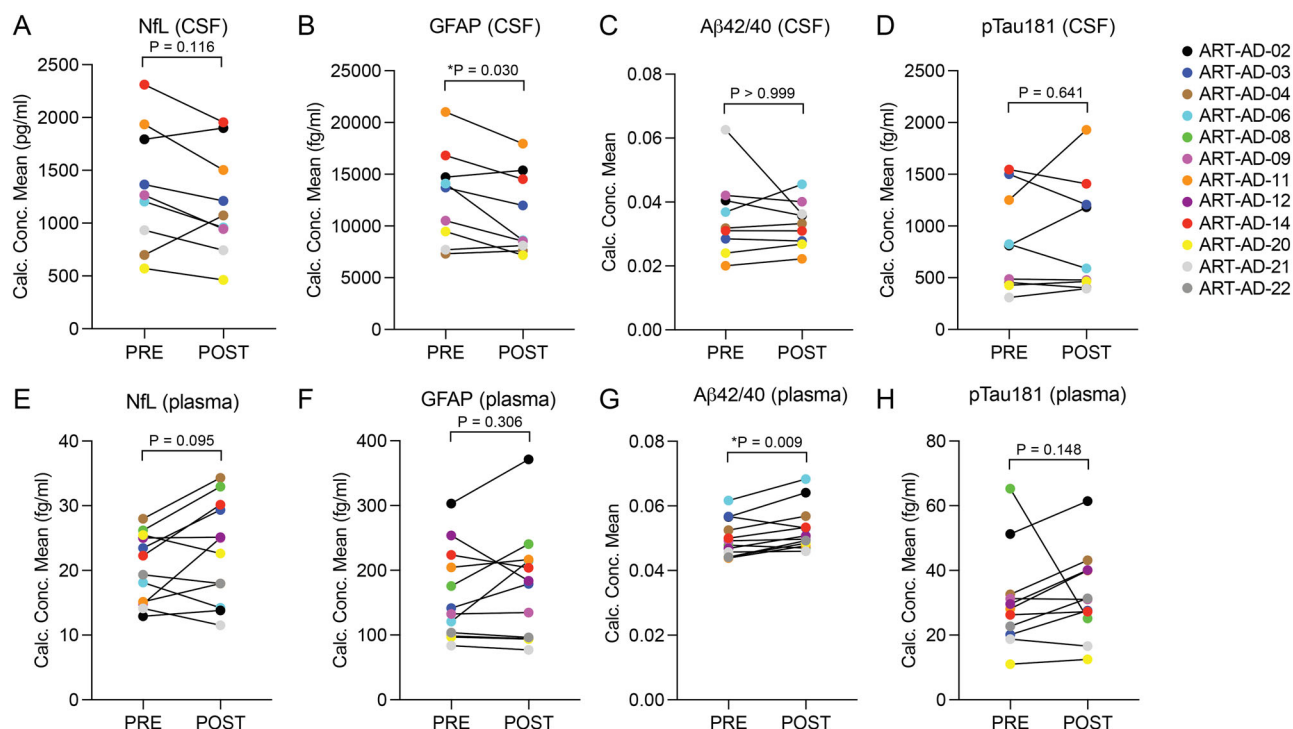 A NfL (CSF)
P = 0.116
Calc. Conc. Mean (pg/ml)
2500
2000
1500
1000
500
0
PRE POST
B GFAP (CSF)
*P = 0.030
Calc. Conc. Mean (fg/ml)
25000
20000
15000
10000
5000
0
PRE POST
C Aβ42/40 (CSF)
P > 0.999
Calc. Conc. Mean
0.08
0.06
0.04
0.02
0.00
PRE POST
D pTau181 (CSF)
P = 0.641
Calc. Conc. Mean (fg/ml)
2500
2000
1500
1000
500
0
PRE POST
ART-AD-02
ART-AD-03
ART-AD-04
ART-AD-06
ART-AD-08
ART-AD-09
ART-AD-11
ART-AD-12
ART-AD-14
ART-AD-20
ART-AD-21
ART-AD-22
E NfL (plasma)
P = 0.095
Calc. Conc. Mean (fg/ml)
40
30
20
10
0
PRE POST
F GFAP (plasma)
P = 0.306
Calc. Conc. Mean (fg/ml)
400
300
200
100
0
PRE POST
G Aβ42/40 (plasma)
*P = 0.009
Calc. Conc. Mean
0.08
0.06
0.04
0.02
0.00
PRE POST
H pTau181 (plasma)
P = 0.148
Calc. Conc. Mean (fg/ml)
80
60
40
20
0
PRE POST